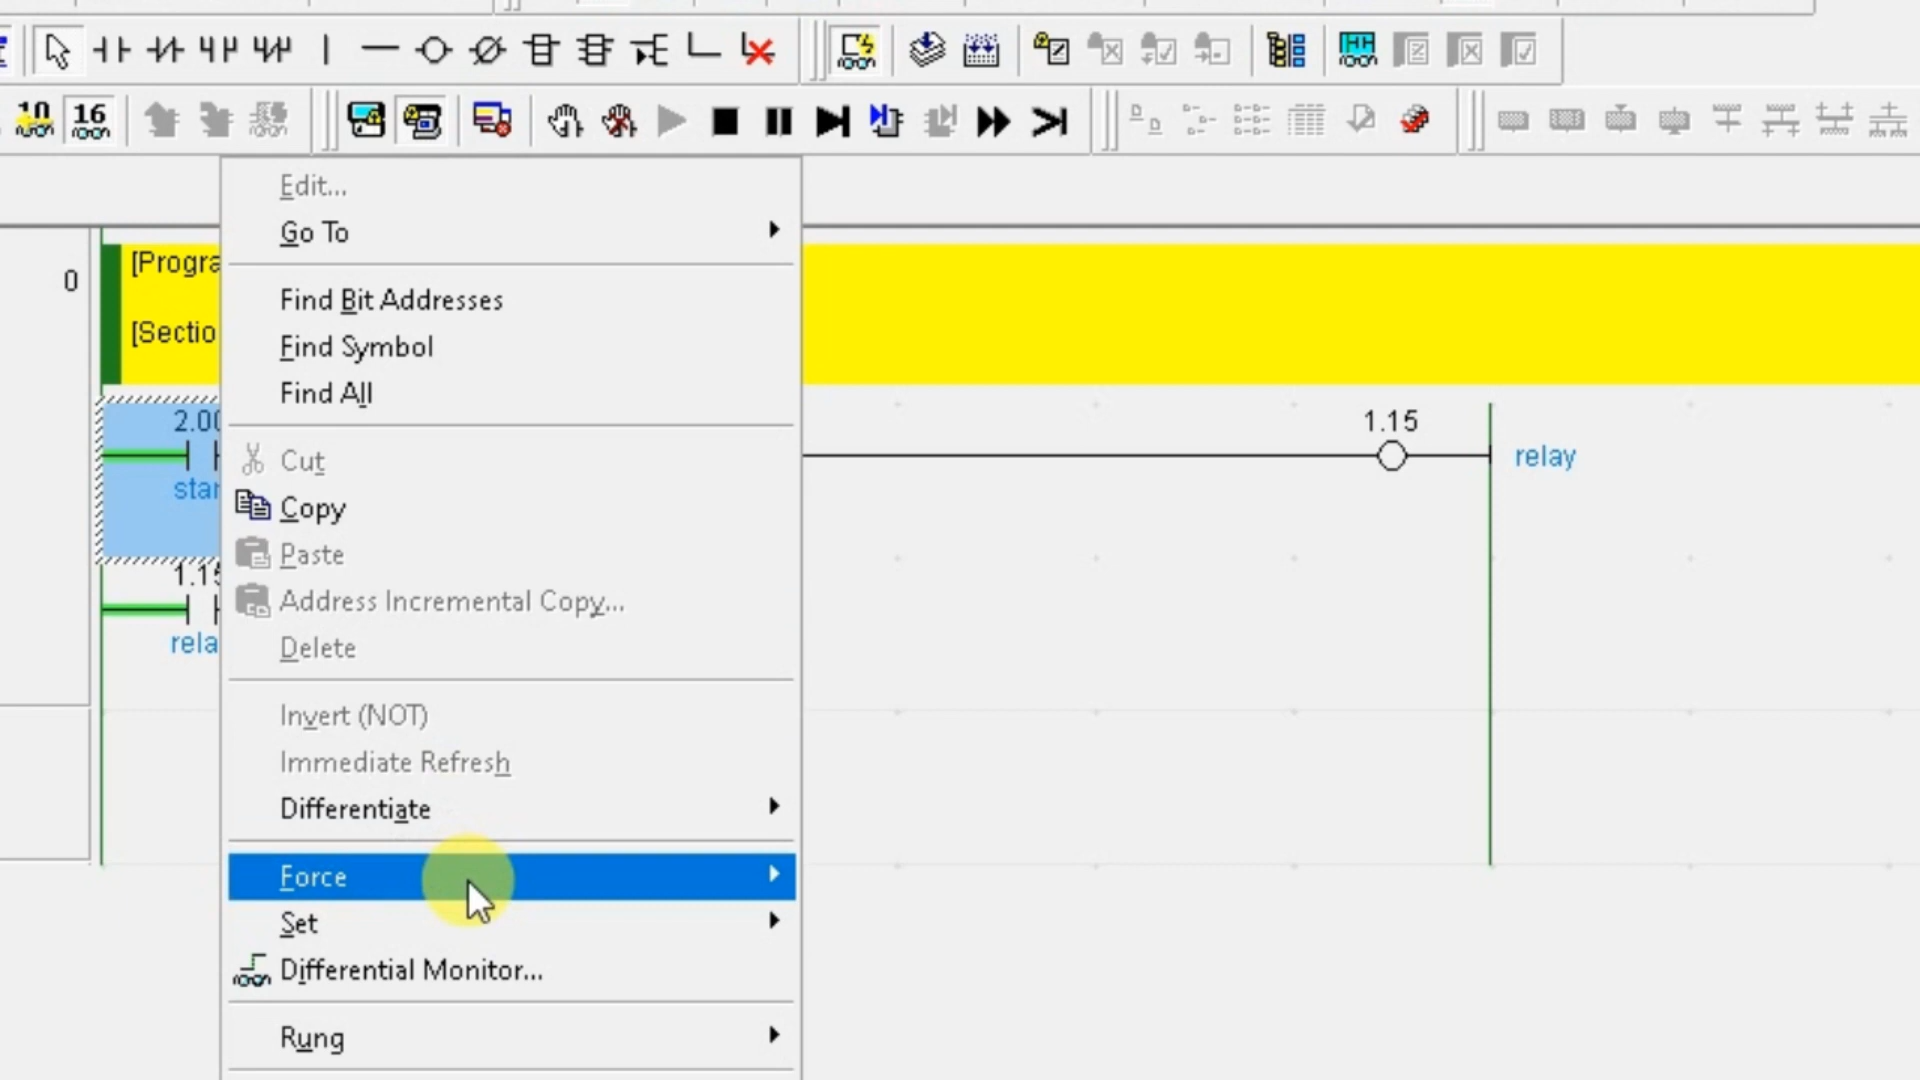 10
16
Edit...
Go To
0
[Progra
[Sectio
Find Bit Addresses
Find Symbol
Find All
2.00
1.15
star
relay
Cut
Copy
Paste
Address Incremental Copy...
Delete
1.15
rela
Invert (NOT)
Immediate Refresh
Differentiate
Force
Set
Differential Monitor...
Rung